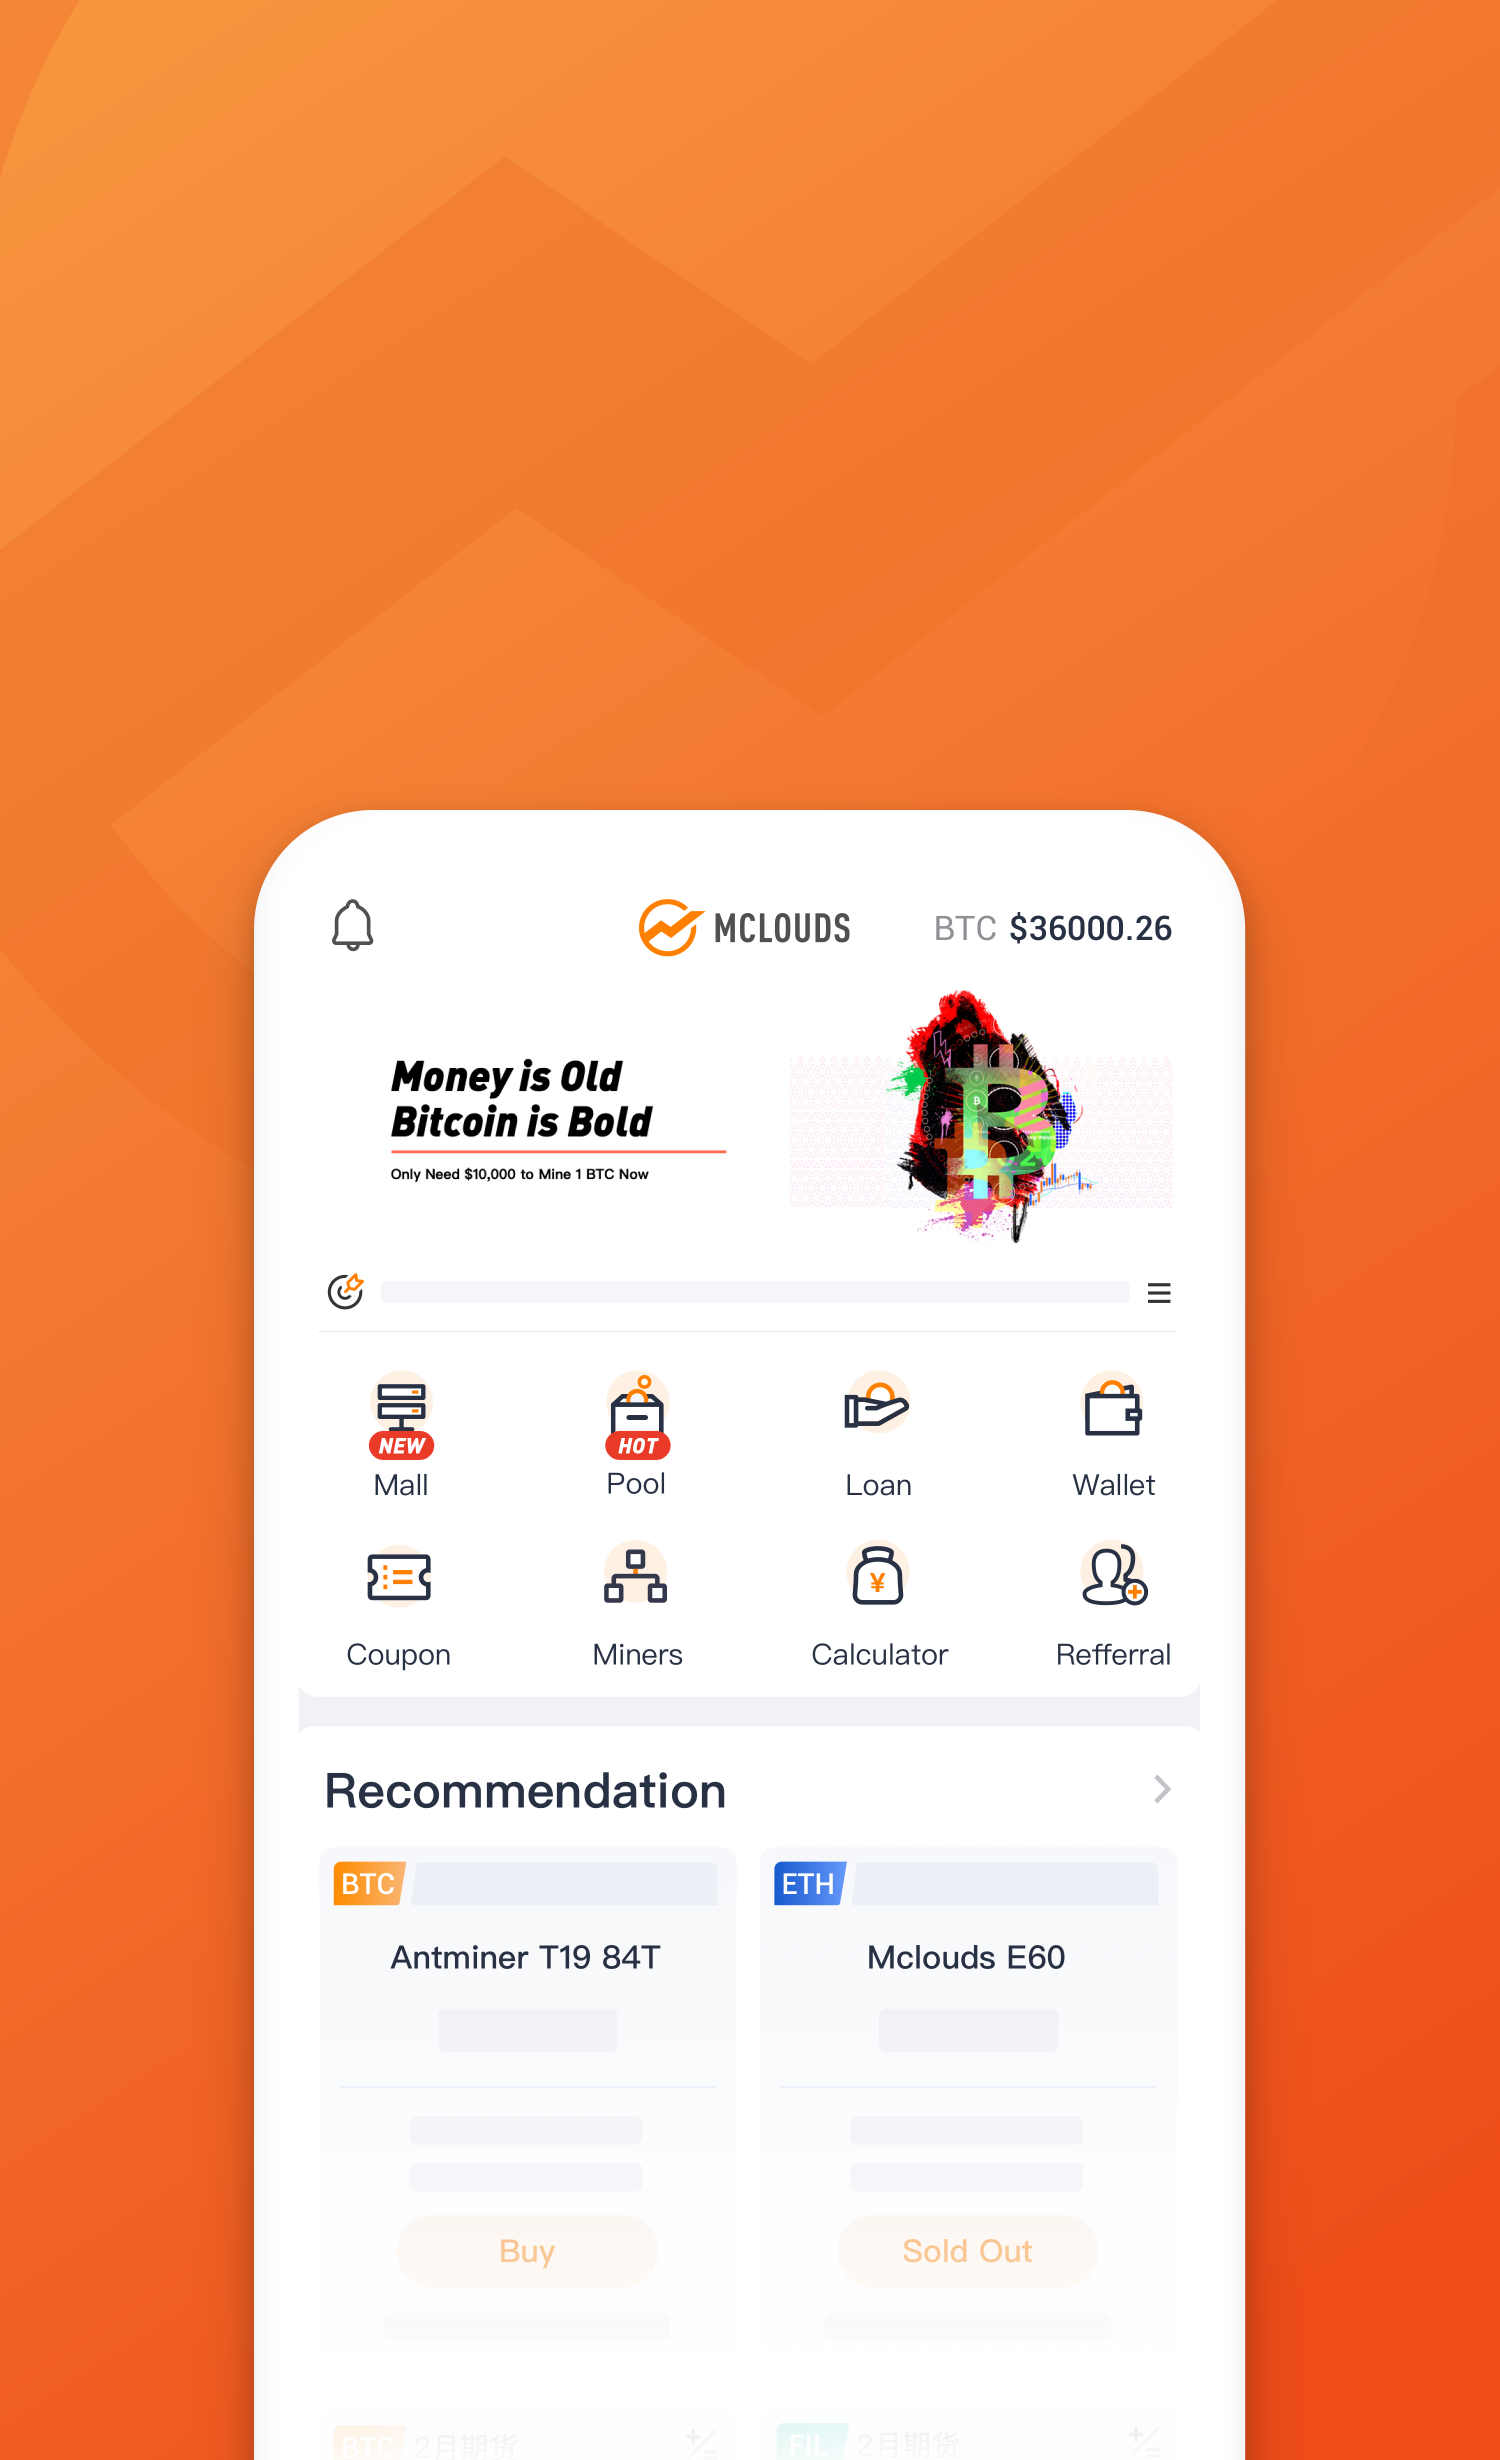 MCLOUDS
BTC $36000.26
Money is Old
Bitcoin is Bold
Only Need $10,000 to Mine 1 BTC Now
NEW
HOT
Mall
Pool
Loan
Wallet
¥
Coupon
Miners
Calculator
Refferral
Recommendation
BTC
ETH
Antminer T19 84T
Mclouds E60
Buy
Sold Out
BTC 2月期货
FIL 2月期货